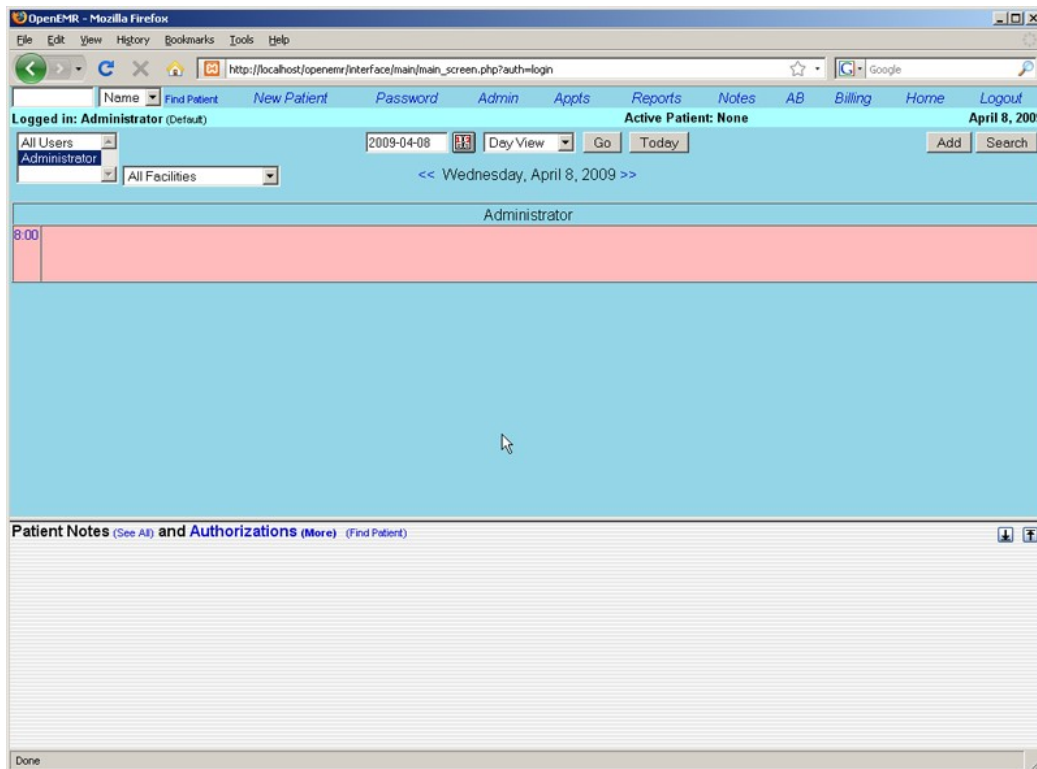 OpenEMR - Mozilla Firefox
File Edit View History Bookmarks Tools Help
http://localhost/openemr/interface/main/main_screen.php?auth=login
Google
Name Find Patient New Patient Password Admin Appts Reports Notes AB Billing Home Logout
Logged in: Administrator (Default) Active Patient: None April 8, 200
All Users 2009-04-08 Day View Go Today Add Search
Administrator
All Facilities << Wednesday, April 8, 2009 >>
Administrator
8:00
Patient Notes (See All) and Authorizations (More) (Find Patient)
Done